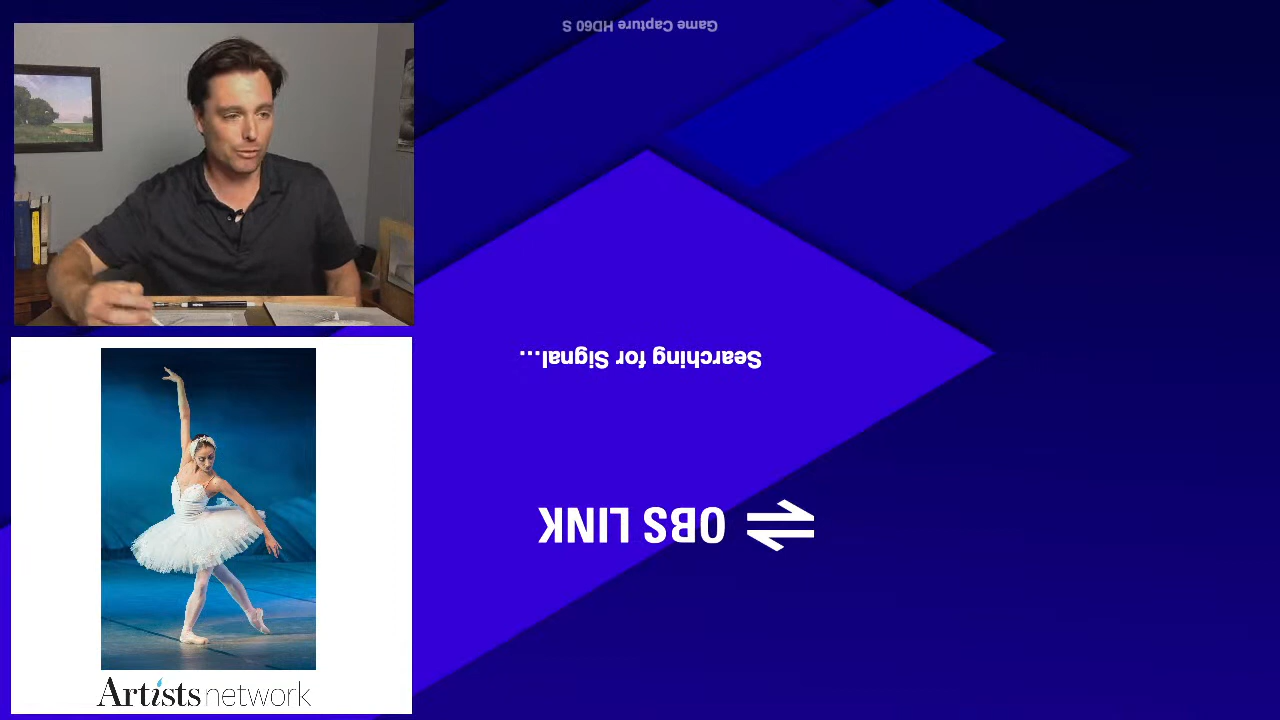 Game Capture HD60 S
Searching for Signal...
OBS LINK
Artists network